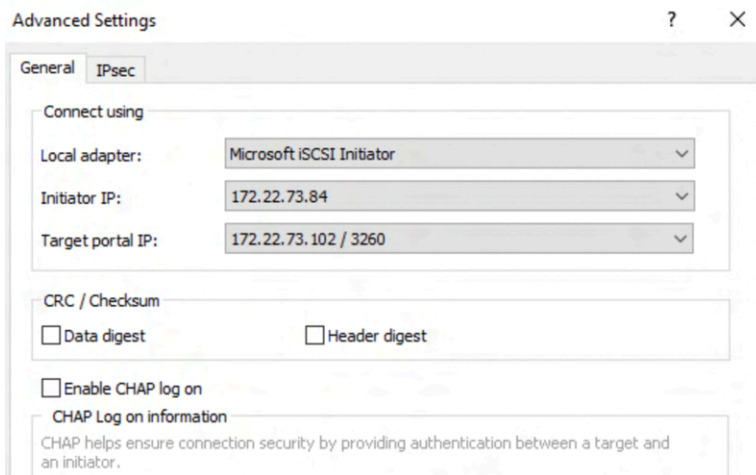 Advanced Settings ? ×
General IPsec
Connect using
Local adapter: Microsoft iSCSI Initiator
Initiator IP: 172.22.73.84
Target portal IP: 172.22.73.102 / 3260
CRC / Checksum
Data digest Header digest
Enable CHAP log on
CHAP Log on information
CHAP helps ensure connection security by providing authentication between a target and
an initiator.